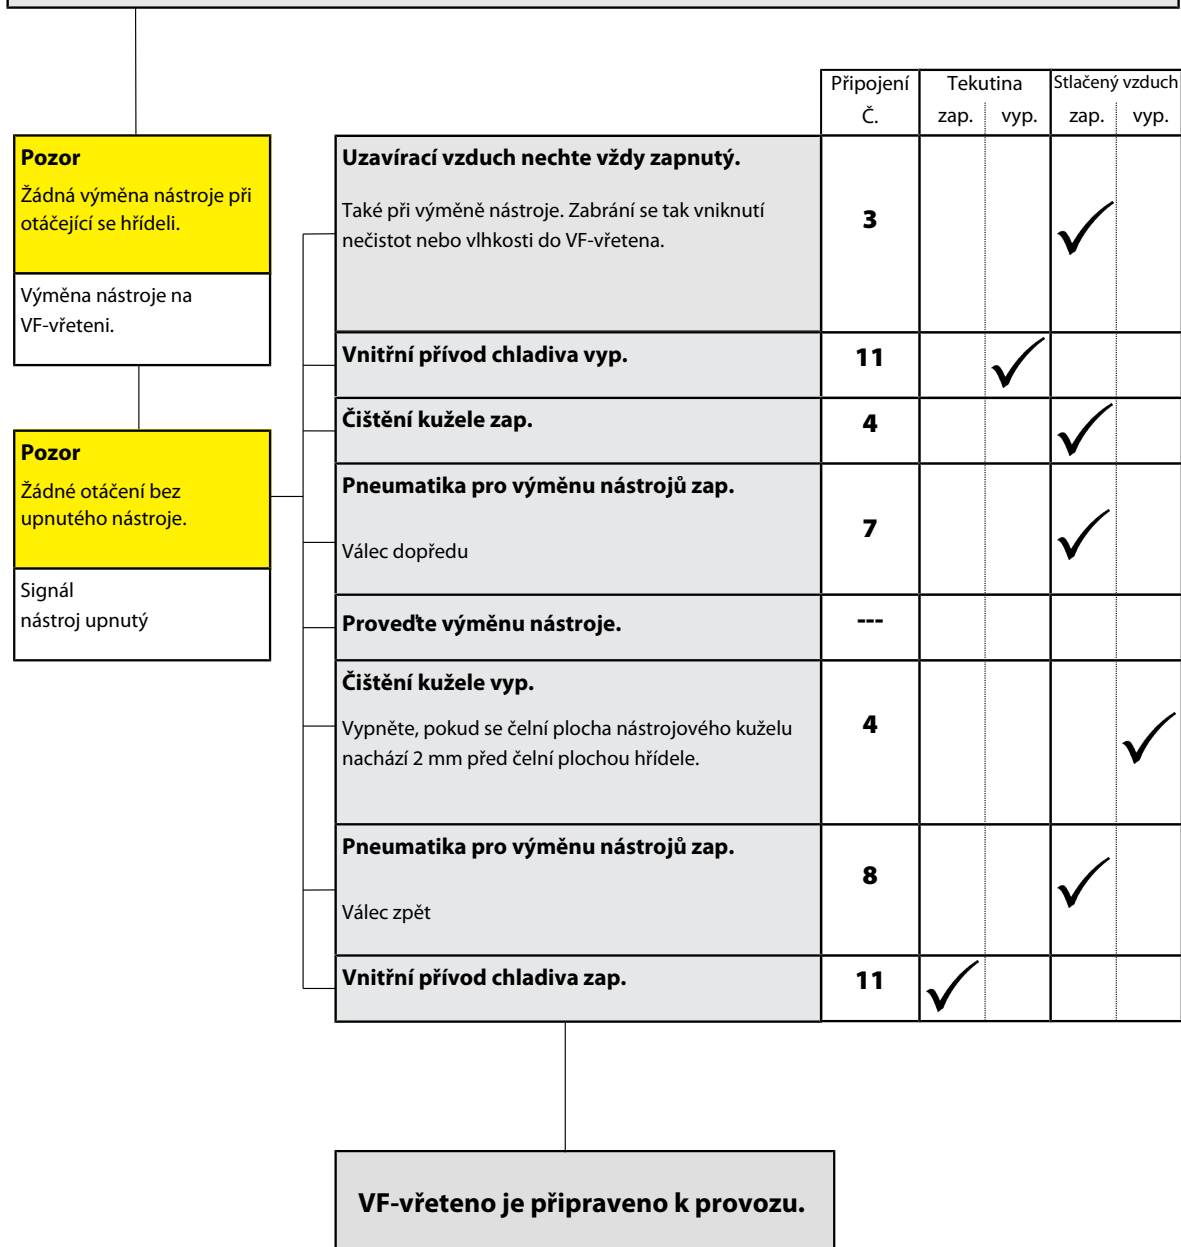 Připojení Tekutina Stlačený vzduch
Č. zap. vyp. zap. vyp.
Pozor
Žádná výměna nástroje při
otáčející se hřídeli.
Výměna nástroje na
VF-vřeteni.
Pozor
Žádné otáčení bez
upnutého nástroje.
Signál
nástroj upnutý
Uzavírací vzduch nechte vždy zapnutý.
Také při výměně nástroje. Zabrání se tak vniknutí
nečistot nebo vlhkosti do VF-vřetena.
3
Vnitřní přívod chladiva vyp.
11
Čištění kužele zap.
4
Pneumatika pro výměnu nástrojů zap.
Válec dopředu
7
Proveďte výměnu nástroje.
---
Čištění kužele vyp.
Vypněte, pokud se čelní plocha nástrojového kuželu
nachází 2 mm před čelní plochou hřídele.
4
Pneumatika pro výměnu nástrojů zap.
Válec zpět
8
Vnitřní přívod chladiva zap.
11
VF-vřeteno je připraveno k provozu.